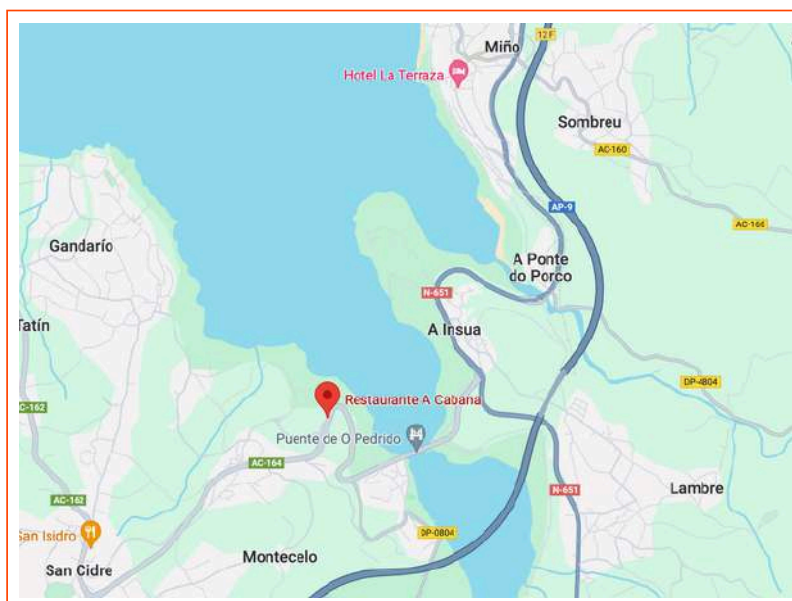 12 F
Miño
Hotel La Terraza
Sombreu
AC-160
AP-9
AC-166
Gandarío
A Ponte
do Porco
N-651
Tatín
A Insua
DP-4804
Restaurante A Cabana
AC-162
Puente de O Pedrido
AC-164
Lambre
AC-162
N-651
San Isidro
DP-0804
Montecelo
San Cidre